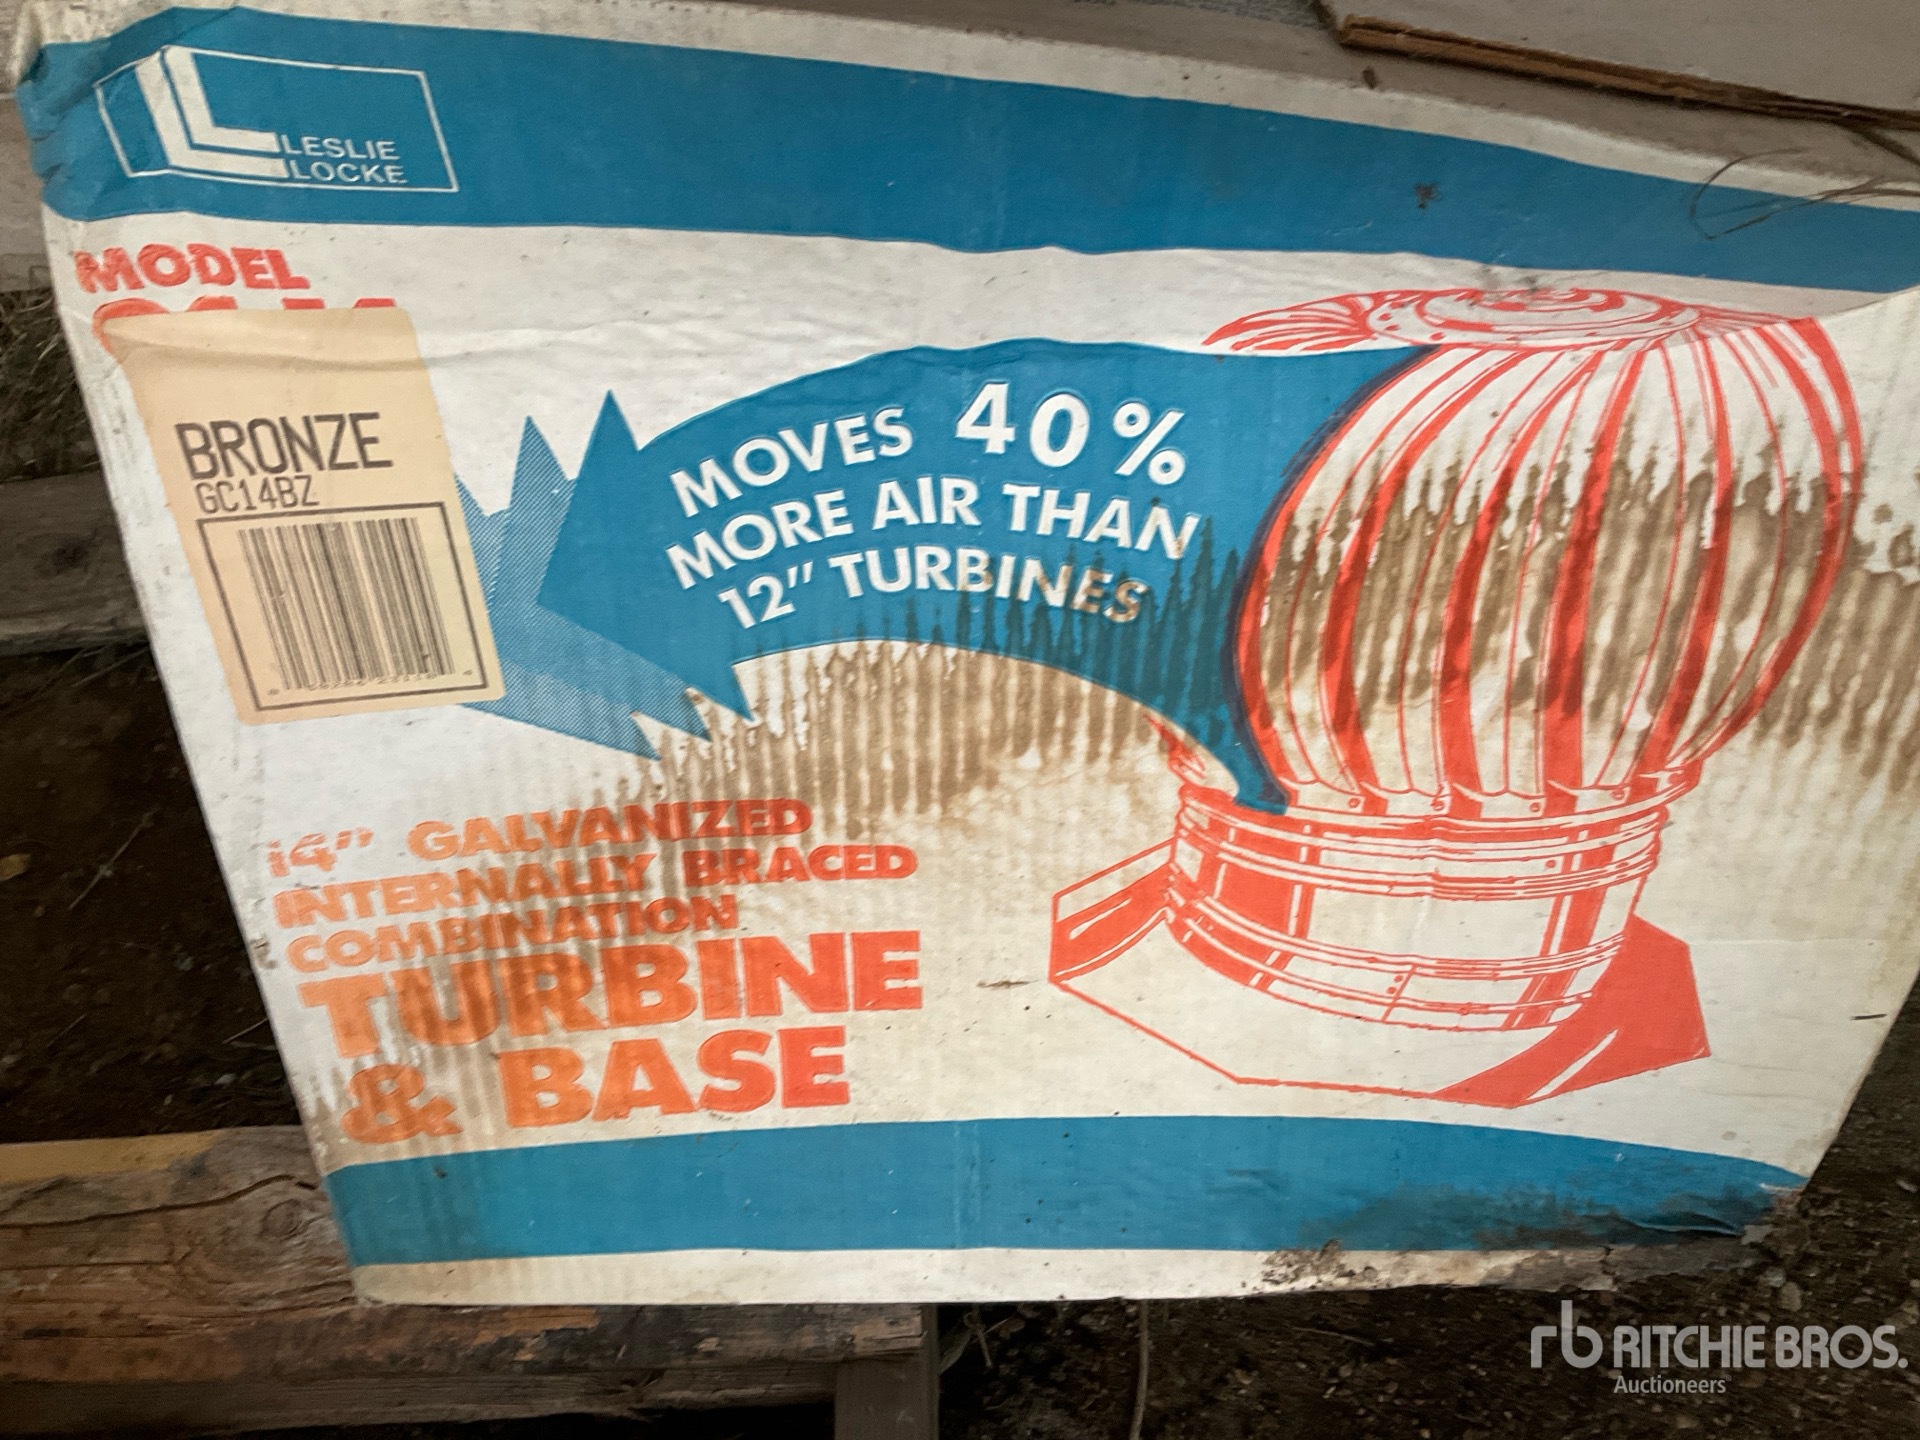 LESLIE
LOCKE
MODEL
BRONZE
GC14BZ
MOVES 40%
MORE AIR THAN
12" TURBINES
14" GALVANIZED
INTERNALLY BRACED
COMBINATION
TURBINE
& BASE
rb RITCHIE BROS.
Auctioneers